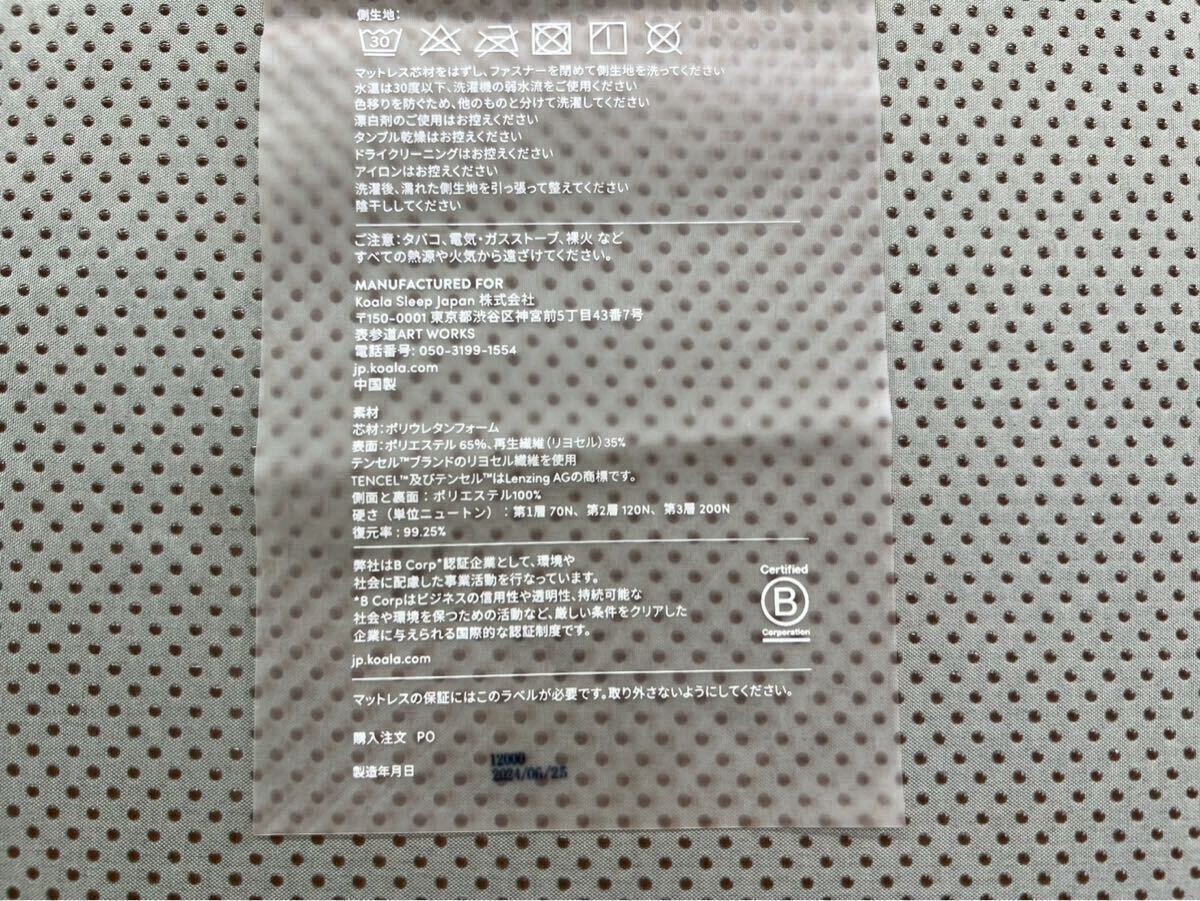 側生地：
30
マットレス芯材をはずし、ファスナーを閉めて側生地を洗ってください
水温は30度以下、洗濯機の弱水流をご使用ください
色移りを防ぐため、他のものと分けて洗濯してください
漂白剤のご使用はお控えください
タンブル乾燥はお控えください
ドライクリーニングはお控えください
アイロンはお控えください
洗濯後、濡れた側生地を引っ張って整えてください
陰干ししてください
ご注意：タバコ、電気・ガスストーブ、裸火 など
すべての熱源や火気から遠ざけてください。
MANUFACTURED FOR
Koala Sleep Japan 株式会社
〒150-0001 東京都渋谷区神宮前5丁目43番7号
表参道ART WORKS
電話番号: 050-3199-1554
jp.koala.com
中国製
素材
芯材：ポリウレタンフォーム
表面：ポリエステル 65%、再生繊維（リヨセル）35%
テンセル™ブランドのリヨセル繊維を使用
TENCEL™及びテンセル™はLenzing AGの商標です。
側面と裏面：ポリエステル100%
硬さ（単位ニュートン）：第1層 70N、第2層 120N、第3層 200N
復元率：99.25%
弊社はB Corp*認証企業として、環境や
社会に配慮した事業活動を行なっています。
*B Corpはビジネスの信用性や透明性、持続可能な
社会や環境を保つための活動など、厳しい条件をクリアした
企業に与えられる国際的な認証制度です。
Certified
B
Corporation
jp.koala.com
マットレスの保証にはこのラベルが必要です。取り外さないようにしてください。
購入注文 PO
12000
製造年月日
2024/06/25